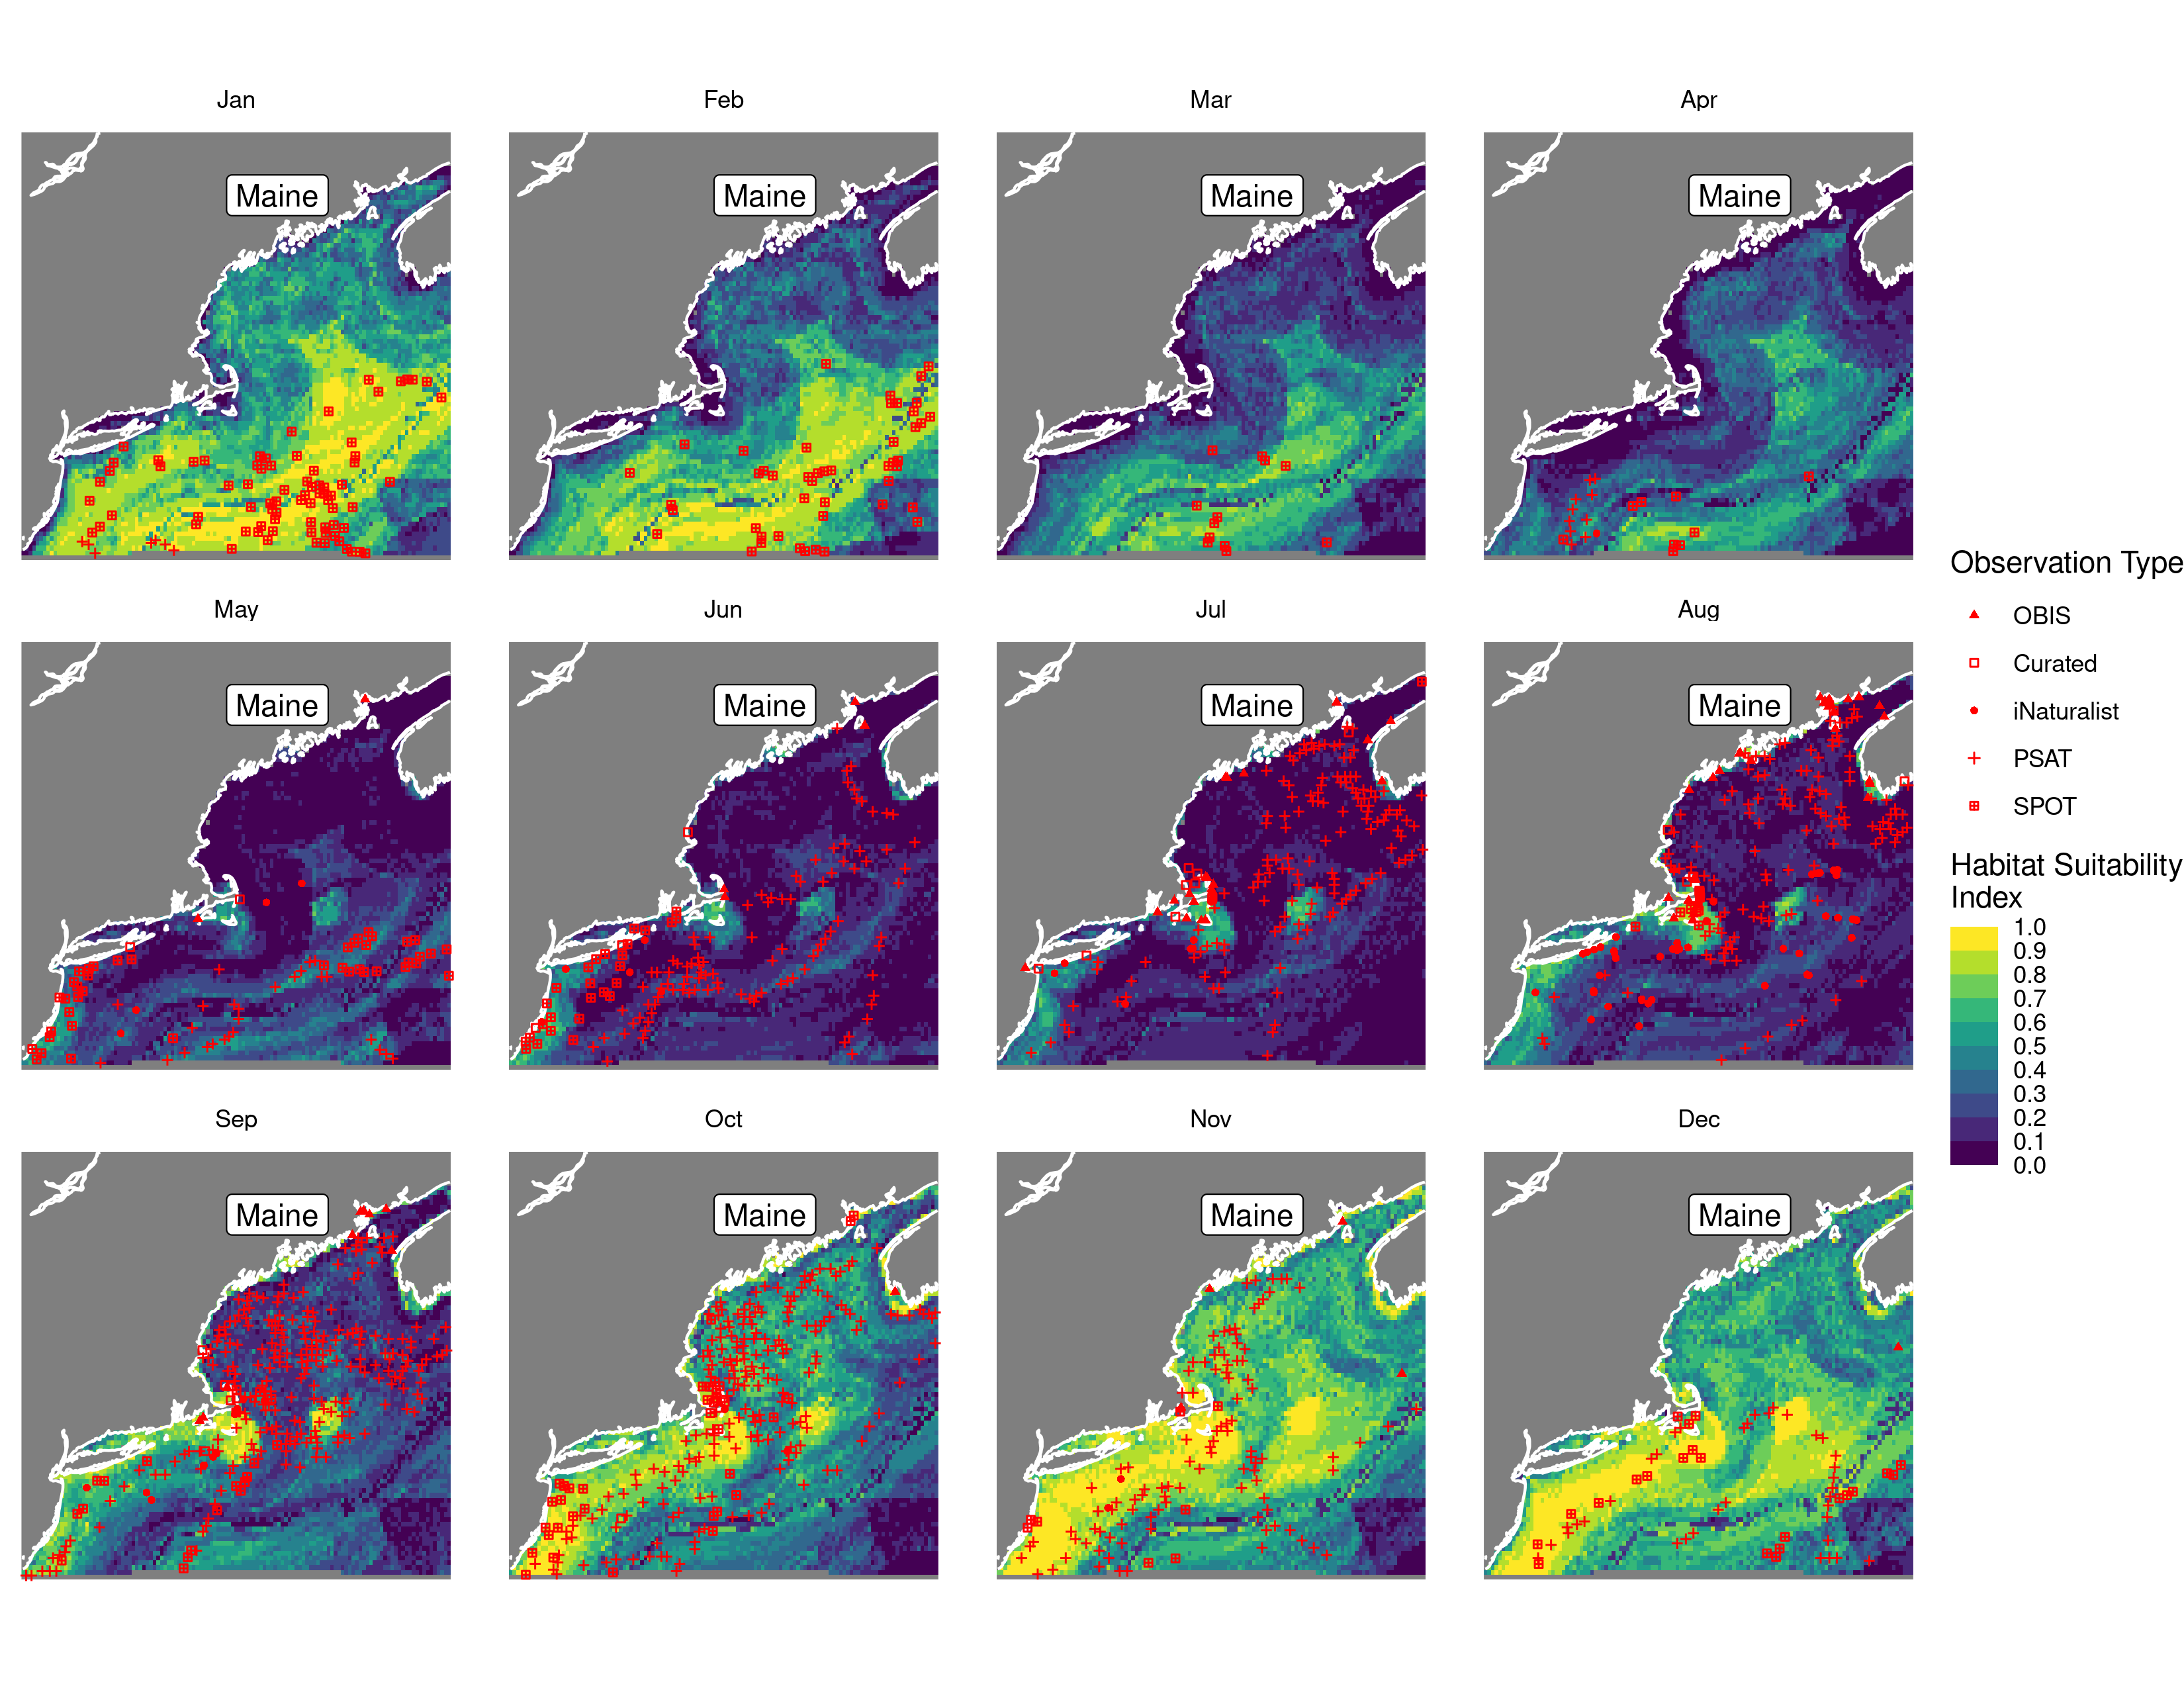 Jan
Feb
Mar
Apr
Maine
Maine
Maine
Maine
May
Jun
Jul
Aug
Maine
Maine
Maine
Maine
Sep
Oct
Nov
Dec
Maine
Maine
Maine
Maine
Observation Type
OBIS
Curated
iNaturalist
PSAT
SPOT
Habitat Suitability
Index
1.0
0.9
0.8
0.7
0.6
0.5
0.4
0.3
0.2
0.1
0.0